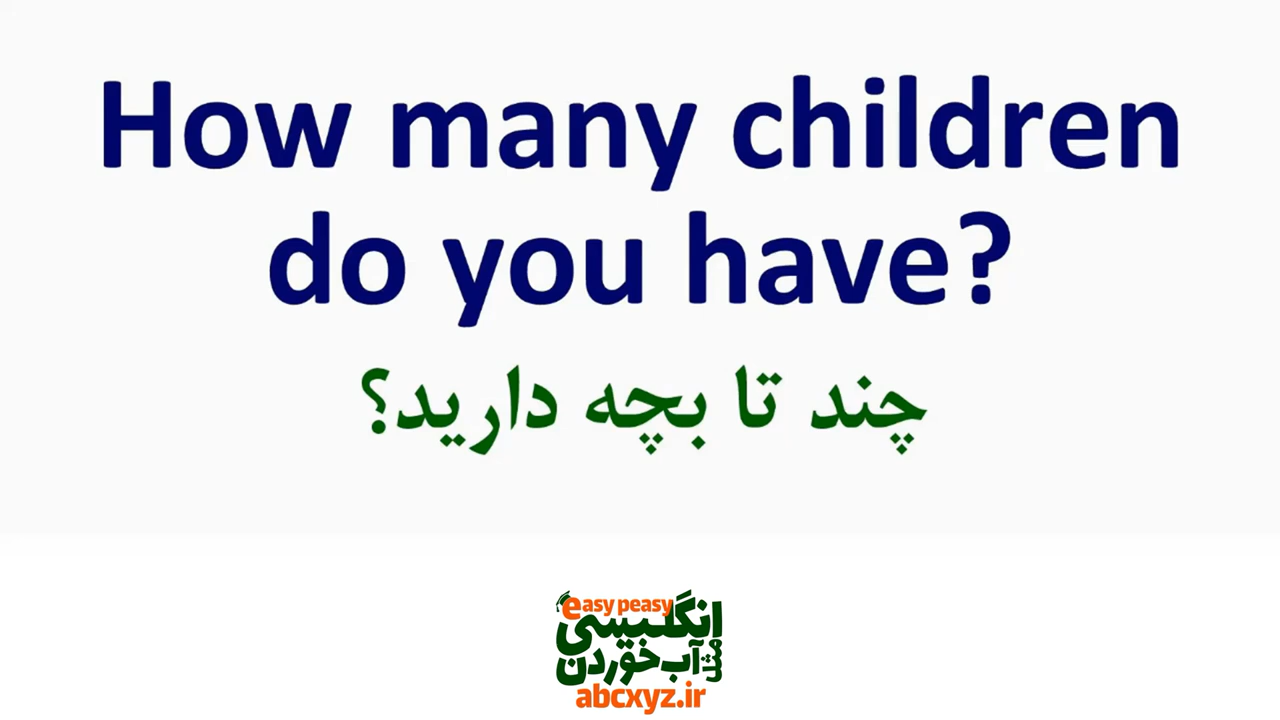 How many children
do you have?
چند تا بچه دارید؟
easy peasy
انگلیسی
مثل آب خوردن
abcxyz.ir